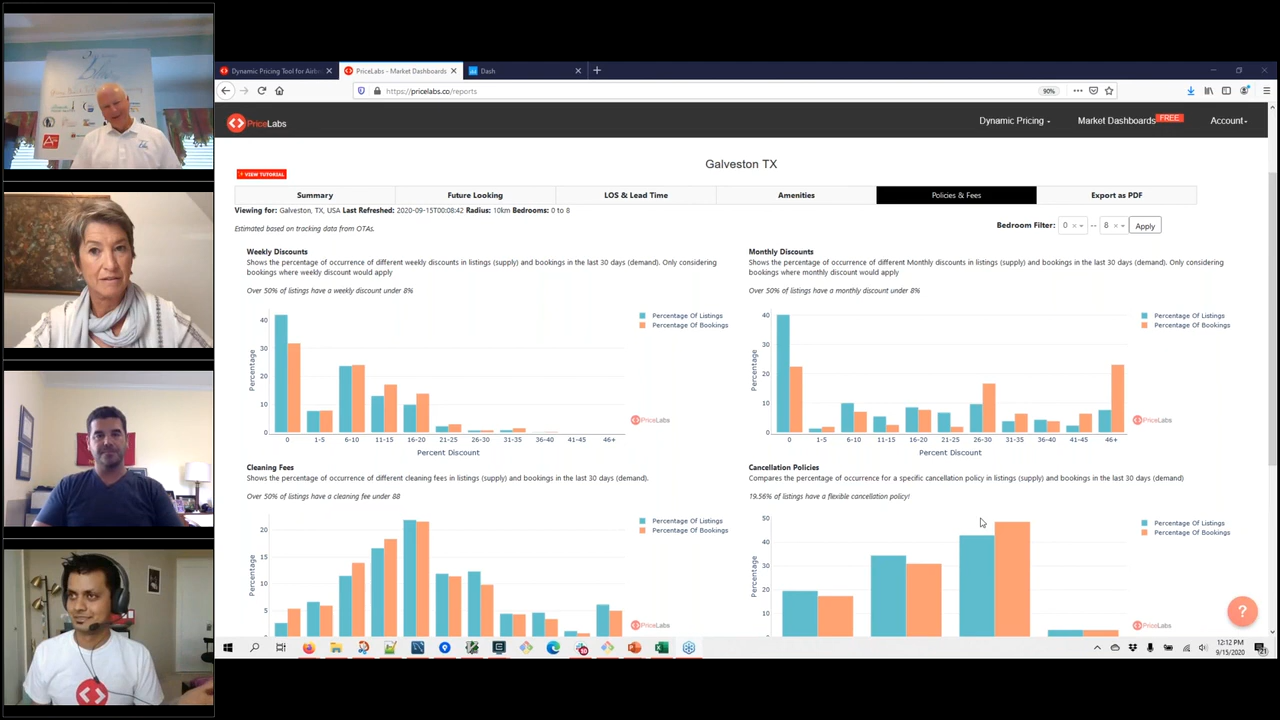 Dynamic Pricing Tool for Airbn
PriceLabs - Market Dashboards
Dash
https://pricelabs.co/reports
90%
PriceLabs
Dynamic Pricing
Market Dashboards
FREE
Account
Galveston TX
VIEW TUTORIAL
Summary
Future Looking
LOS & Lead Time
Amenities
Policies & Fees
Export as PDF
Viewing for: Galveston, TX, USA Last Refreshed: 2020-09-15T00:08:42 Radius: 10km Bedrooms: 0 to 8
Bedroom Filter: 0 -- 8 Apply
Estimated based on tracking data from OTAs.
Weekly Discounts
Shows the percentage of occurrence of different weekly discounts in listings (supply) and bookings in the last 30 days (demand). Only considering
bookings where weekly discount would apply
Over 50% of listings have a weekly discount under 8%
Percentage Of Listings
Percentage Of Bookings
Percentage
40
30
20
10
0
0 1-5 6-10 11-15 16-20 21-25 26-30 31-35 36-40 41-45 46+
Percent Discount
PriceLabs
Monthly Discounts
Shows the percentage of occurrence of different Monthly discounts in listings (supply) and bookings in the last 30 days (demand). Only considering
bookings where monthly discount would apply
Over 50% of listings have a monthly discount under 8%
Percentage Of Listings
Percentage Of Bookings
Percentage
40
30
20
10
0
0 1-5 6-10 11-15 16-20 21-25 26-30 31-35 36-40 41-45 46+
Percent Discount
PriceLabs
Cleaning Fees
Shows the percentage of occurrence of different cleaning fees in listings (supply) and bookings in the last 30 days (demand).
Over 50% of listings have a cleaning fee under 88
Percentage Of Listings
Percentage Of Bookings
Percentage
20
15
10
5
PriceLabs
Cancellation Policies
Compares the percentage of occurrence for a specific cancellation policy in listings (supply) and bookings in the last 30 days (demand)
19.56% of listings have a flexible cancellation policy!
Percentage Of Listings
Percentage Of Bookings
Percentage
50
40
30
20
10
PriceLabs
?
12:12 PM
9/15/2020